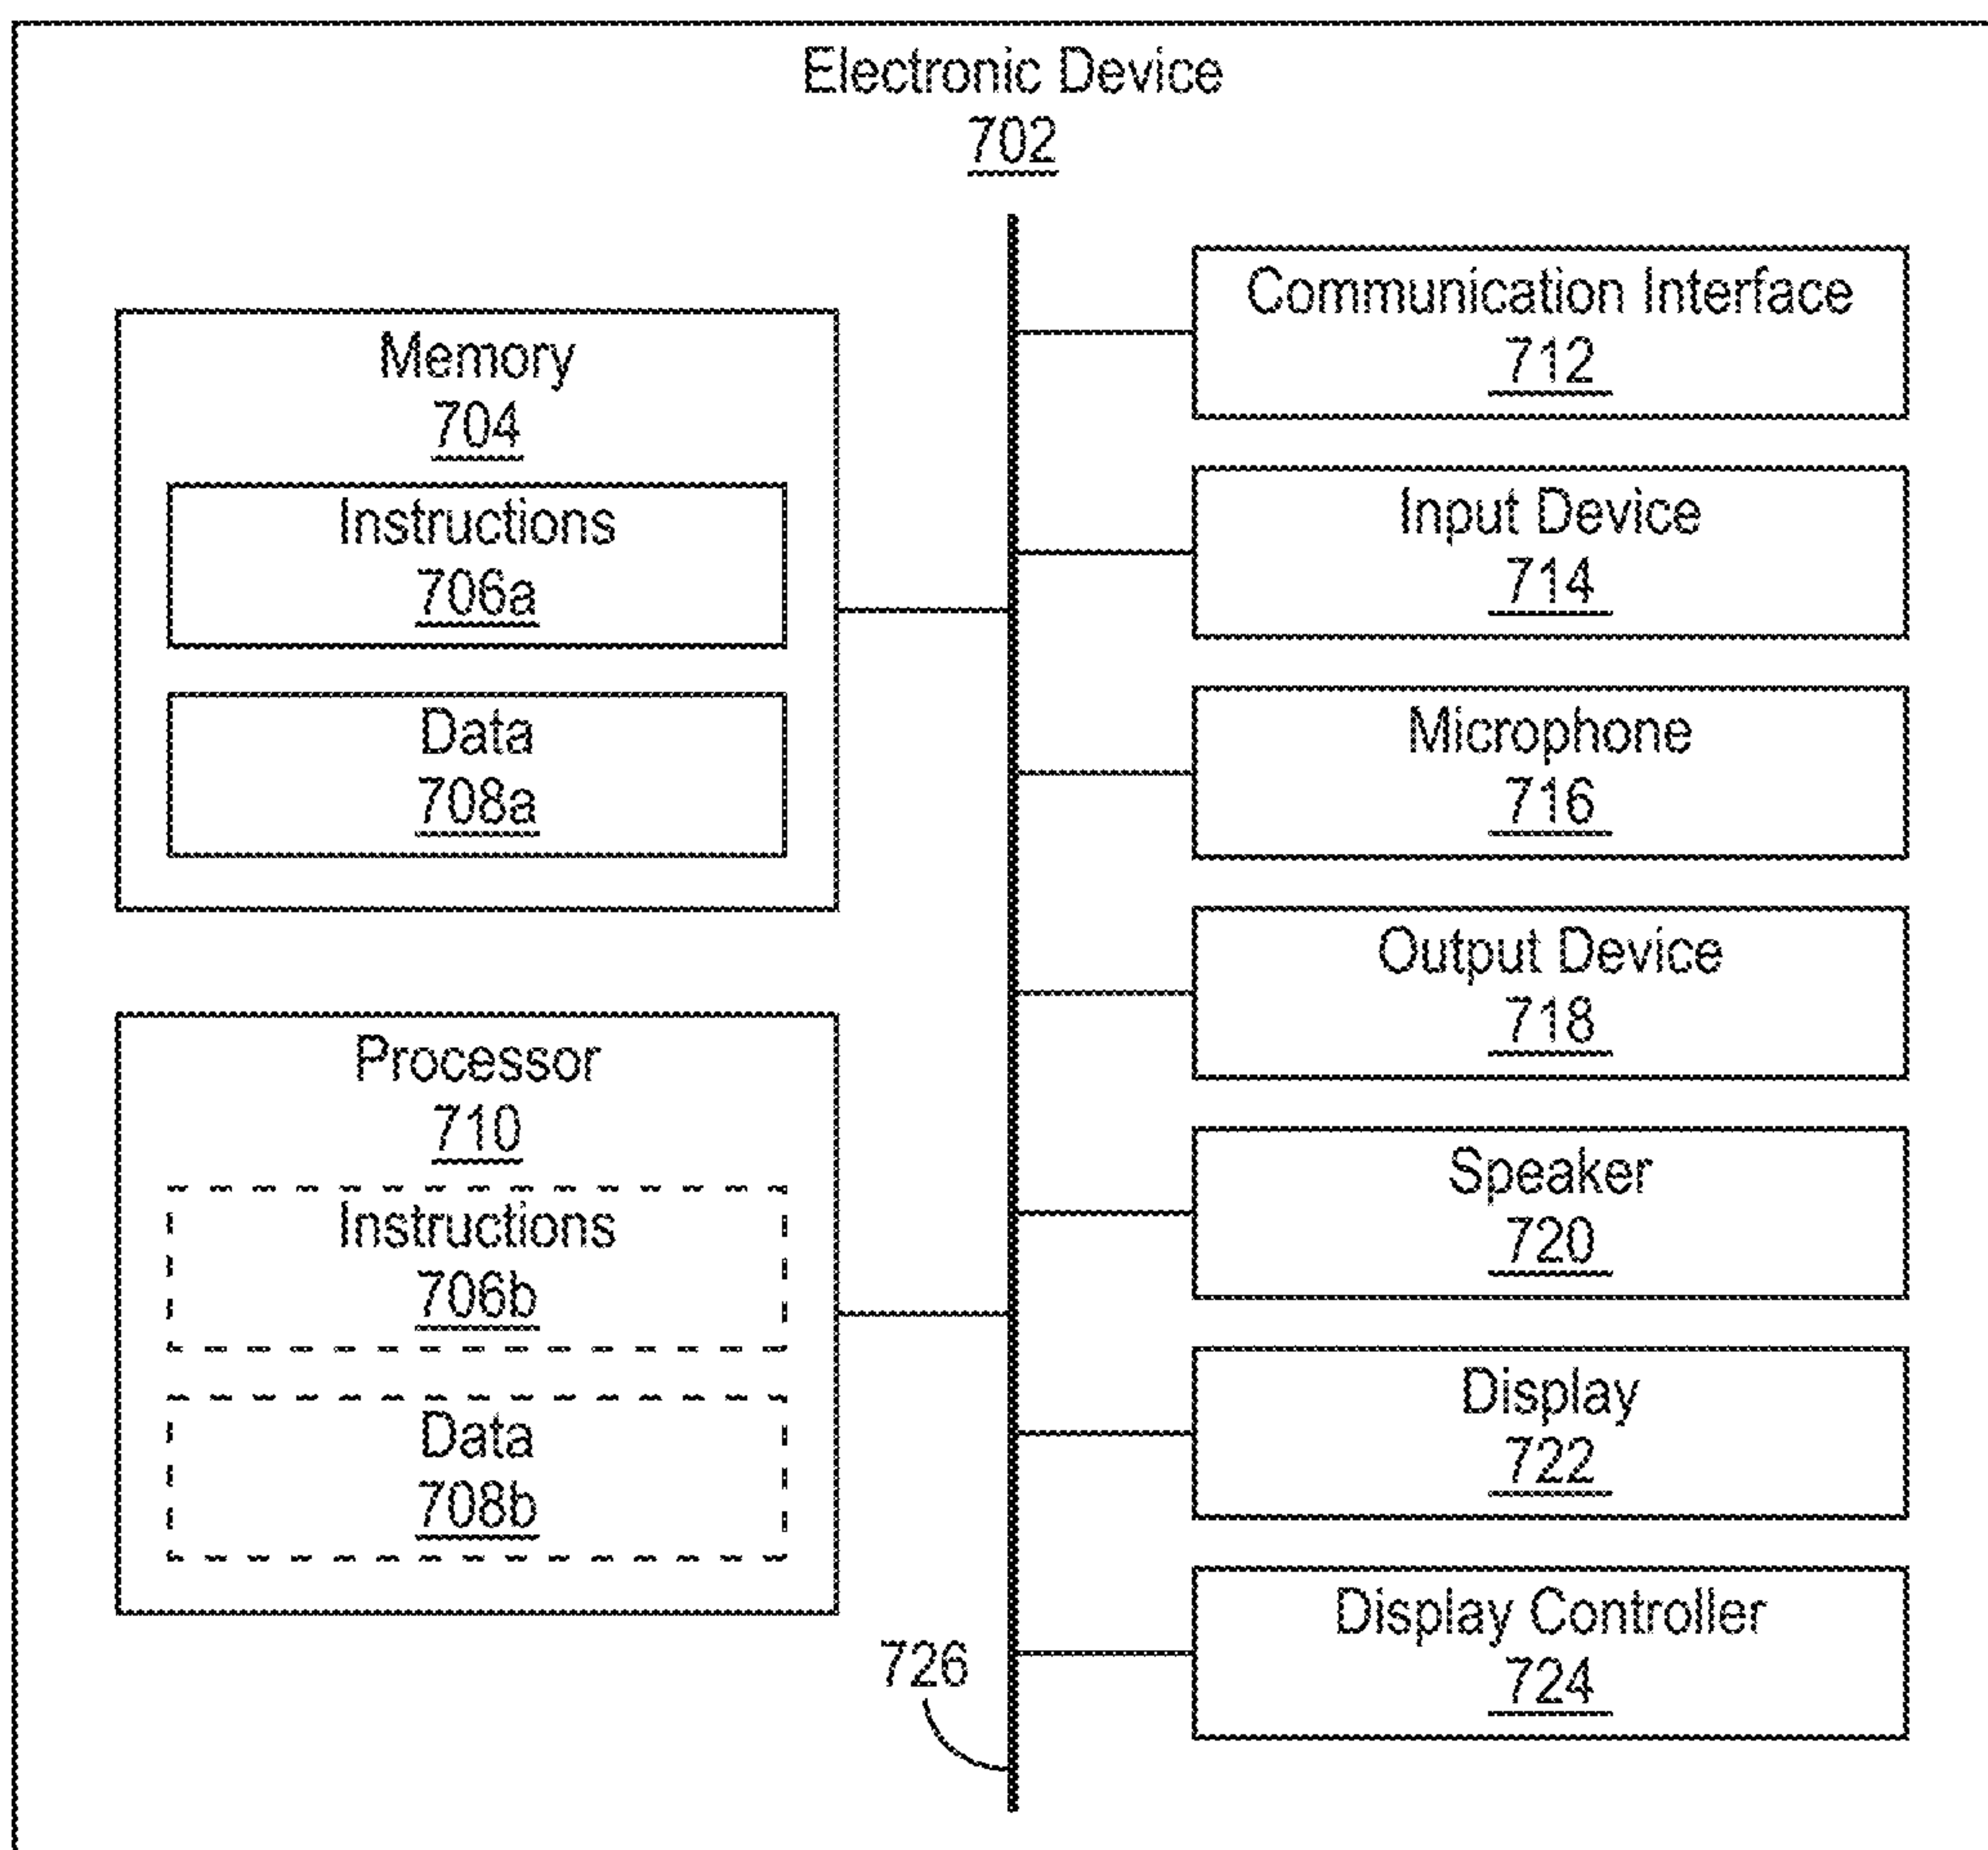 Electronic Device
702
Memory
704
Instructions
706a
Data
708a
Processor
710
Instructions
706b
Data
708b
726
Communication Interface
712
Input Device
714
Microphone
716
Output Device
718
Speaker
720
Display
722
Display Controller
724